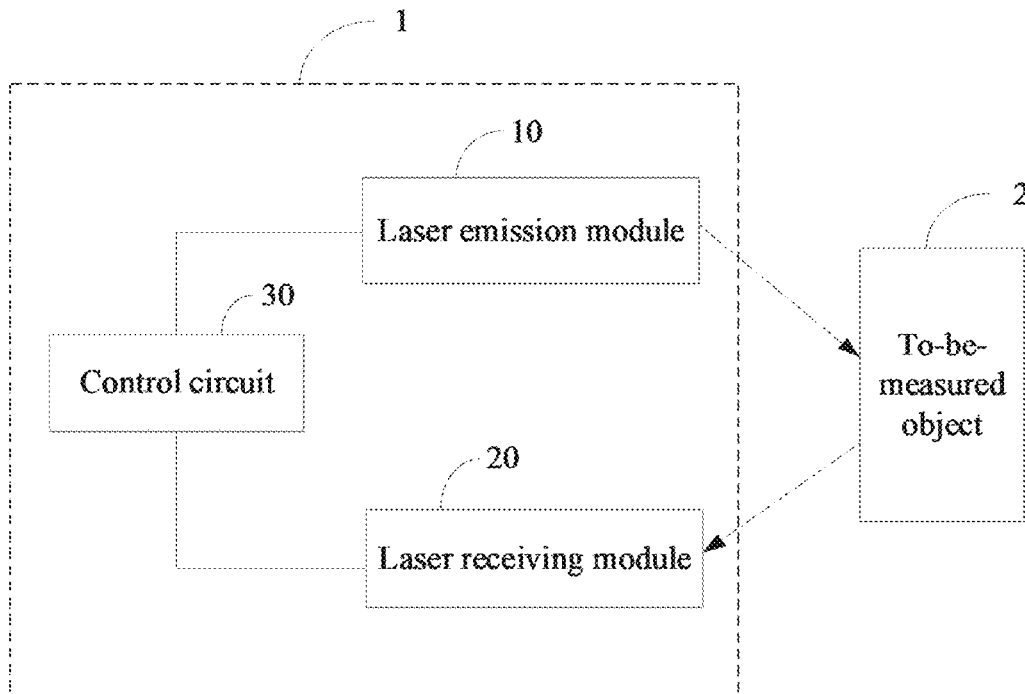 1
10
Laser emission module
2
30
Control circuit
To-be-
measured
object
20
Laser receiving module